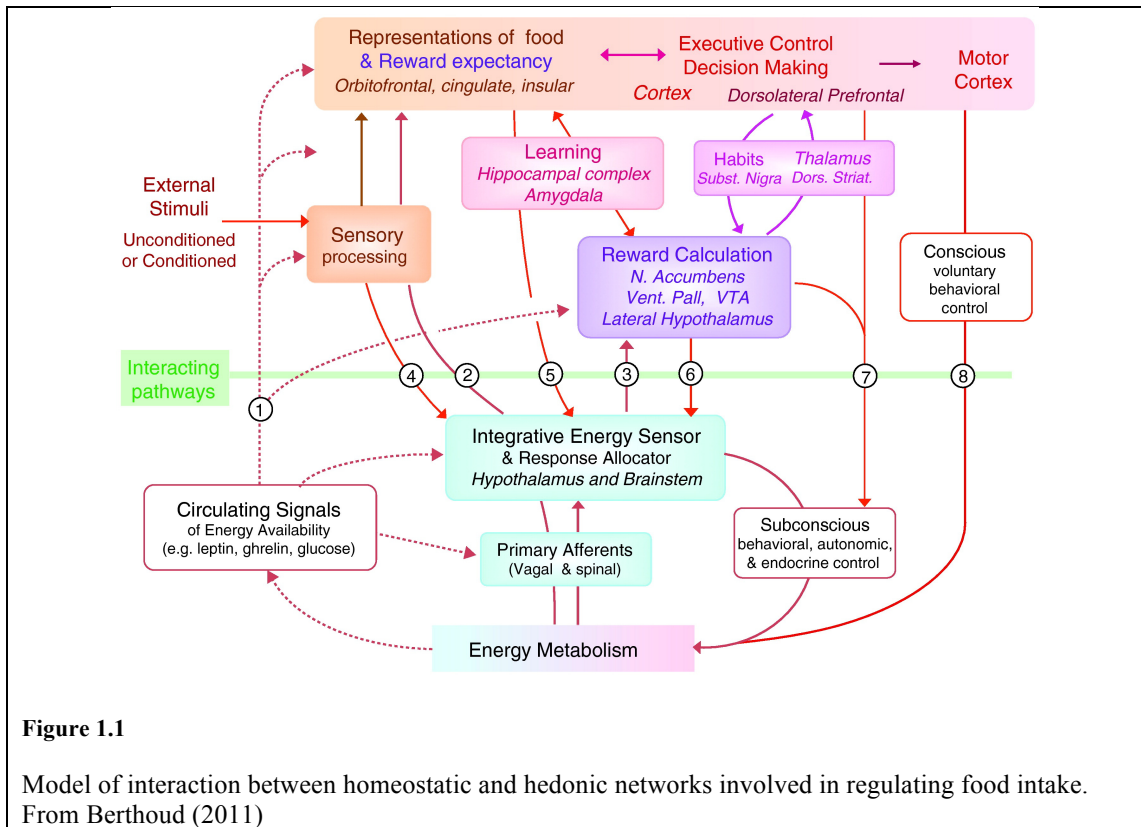 Representations of food
& Reward expectancy
Orbitofrontal, cingulate, insular
Executive Control
Decision Making
Cortex
Dorsolateral Prefrontal
Motor
Cortex
Learning
Hippocampal complex
Amygdala
Habits
Subst. Nigra
Thalamus
Dors. Striat.
External
Stimuli
Unconditioned
or Conditioned
Sensory
processing
Reward Calculation
N. Accumbens
Vent. Pall, VTA
Lateral Hypothalamus
Conscious
voluntary
behavioral
control
Interacting
pathways
1
4
2
5
3
6
7
8
Integrative Energy Sensor
& Response Allocator
Hypothalamus and Brainstem
Circulating Signals
of Energy Availability
(e.g. leptin, ghrelin, glucose)
Primary Afferents
(Vagal & spinal)
Subconscious
behavioral, autonomic,
& endocrine control
Energy Metabolism
Figure 1.1
Model of interaction between homeostatic and hedonic networks involved in regulating food intake.
From Berthoud (2011)